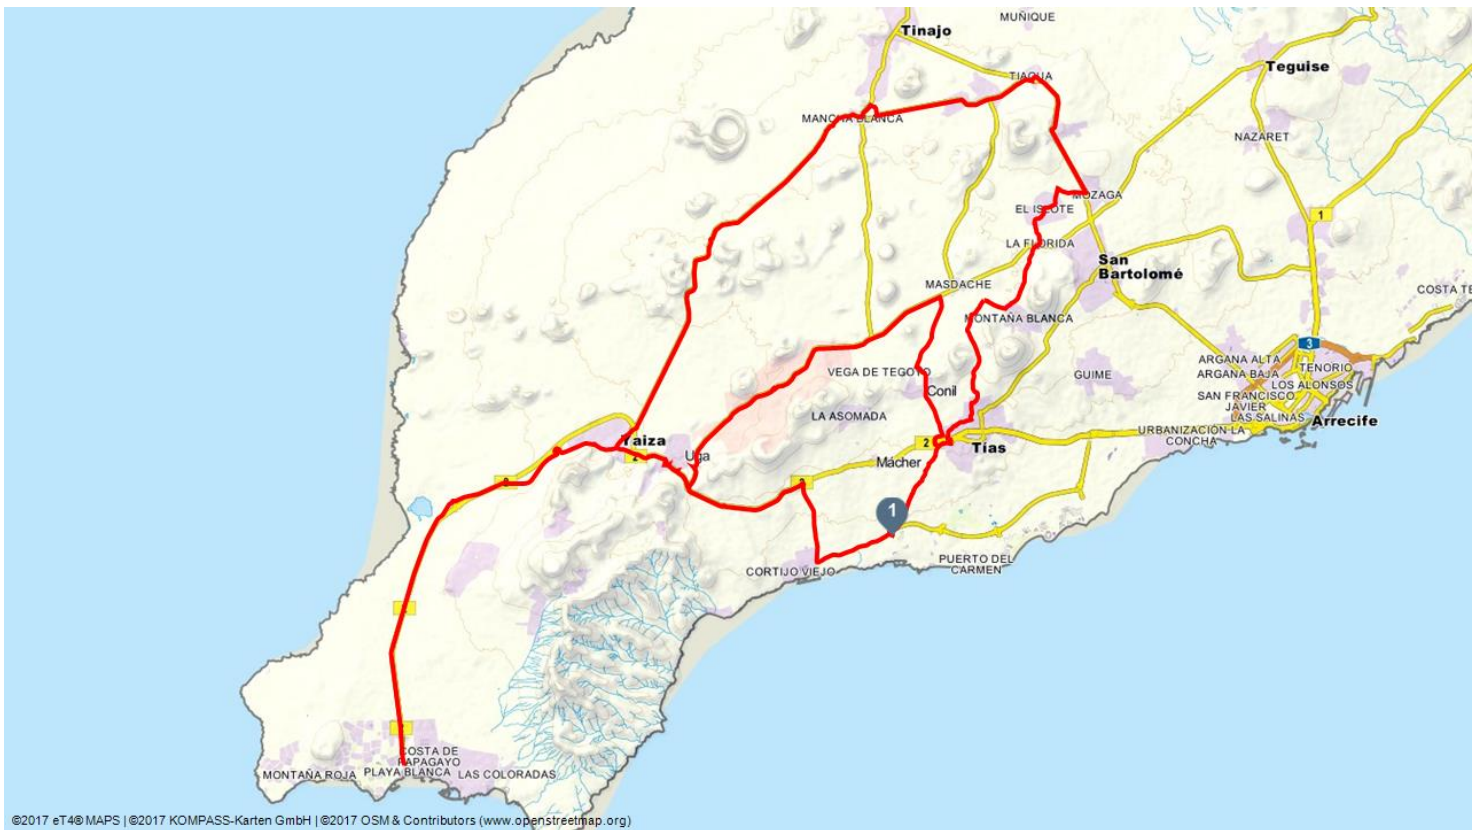 MUÑIQUE
Tinajo
Teguise
TIAGUA
MANCHA BLANCA
NAZARET
MOZAGA
EL ISLOTE
1
LA FLORIDA
San
Bartolomé
MASDACHE
COSTA TE
MONTAÑA BLANCA
3
ARGANA ALTA
TENORIO
VEGA DE TEGOYO
GUIME
ARGANA BAJA
LOS ALONSOS
Conil
SAN FRANCISCO
JAVIER
LA ASOMADA
LAS SALINAS
Arrecife
URBANIZACIÓN LA
CONCHA
Yaiza
2
Tías
2
Uga
Mácher
2
2
1
PUERTO DEL
CARMEN
CORTIJO VIEJO
COSTA DE
PAPAGAYO
MONTAÑA ROJA
PLAYA BLANCA
LAS COLORADAS
©2017 eT4® MAPS | ©2017 KOMPASS-Karten GmbH | ©2017 OSM & Contributors (www.openstreetmap.org)